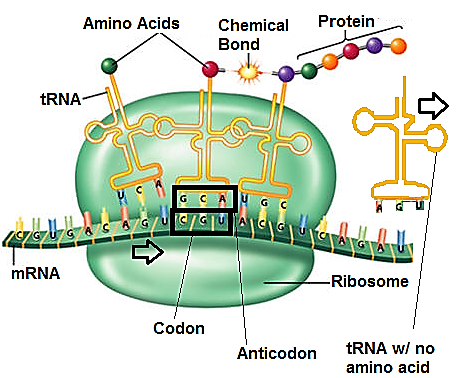 Amino Acids
Chemical
Bond
Protein
tRNA
U C A
G C A
U G C
A G U
C G U G A C A G U C G U A C G U C A G A U
mRNA
Ribosome
Codon
Anticodon
tRNA w/ no
amino acid